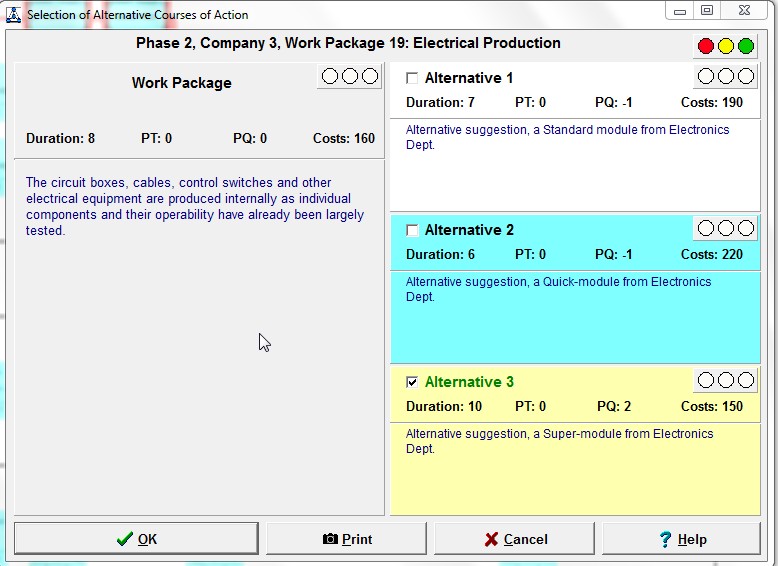 Selection of Alternative Courses of Action
Phase 2, Company 3, Work Package 19: Electrical Production
Work Package
Duration: 8 PT: 0 PQ: 0 Costs: 160
The circuit boxes, cables, control switches and other
electrical equipment are produced internally as individual
components and their operability have already been largely
tested.
Alternative 1
Duration: 7 PT: 0 PQ: -1 Costs: 190
Alternative suggestion, a Standard module from Electronics
Dept.
Alternative 2
Duration: 6 PT: 0 PQ: -1 Costs: 220
Alternative suggestion, a Quick-module from Electronics
Dept.
Alternative 3
Duration: 10 PT: 0 PQ: 2 Costs: 150
Alternative suggestion, a Super-module from Electronics
Dept.
OK Print Cancel Help